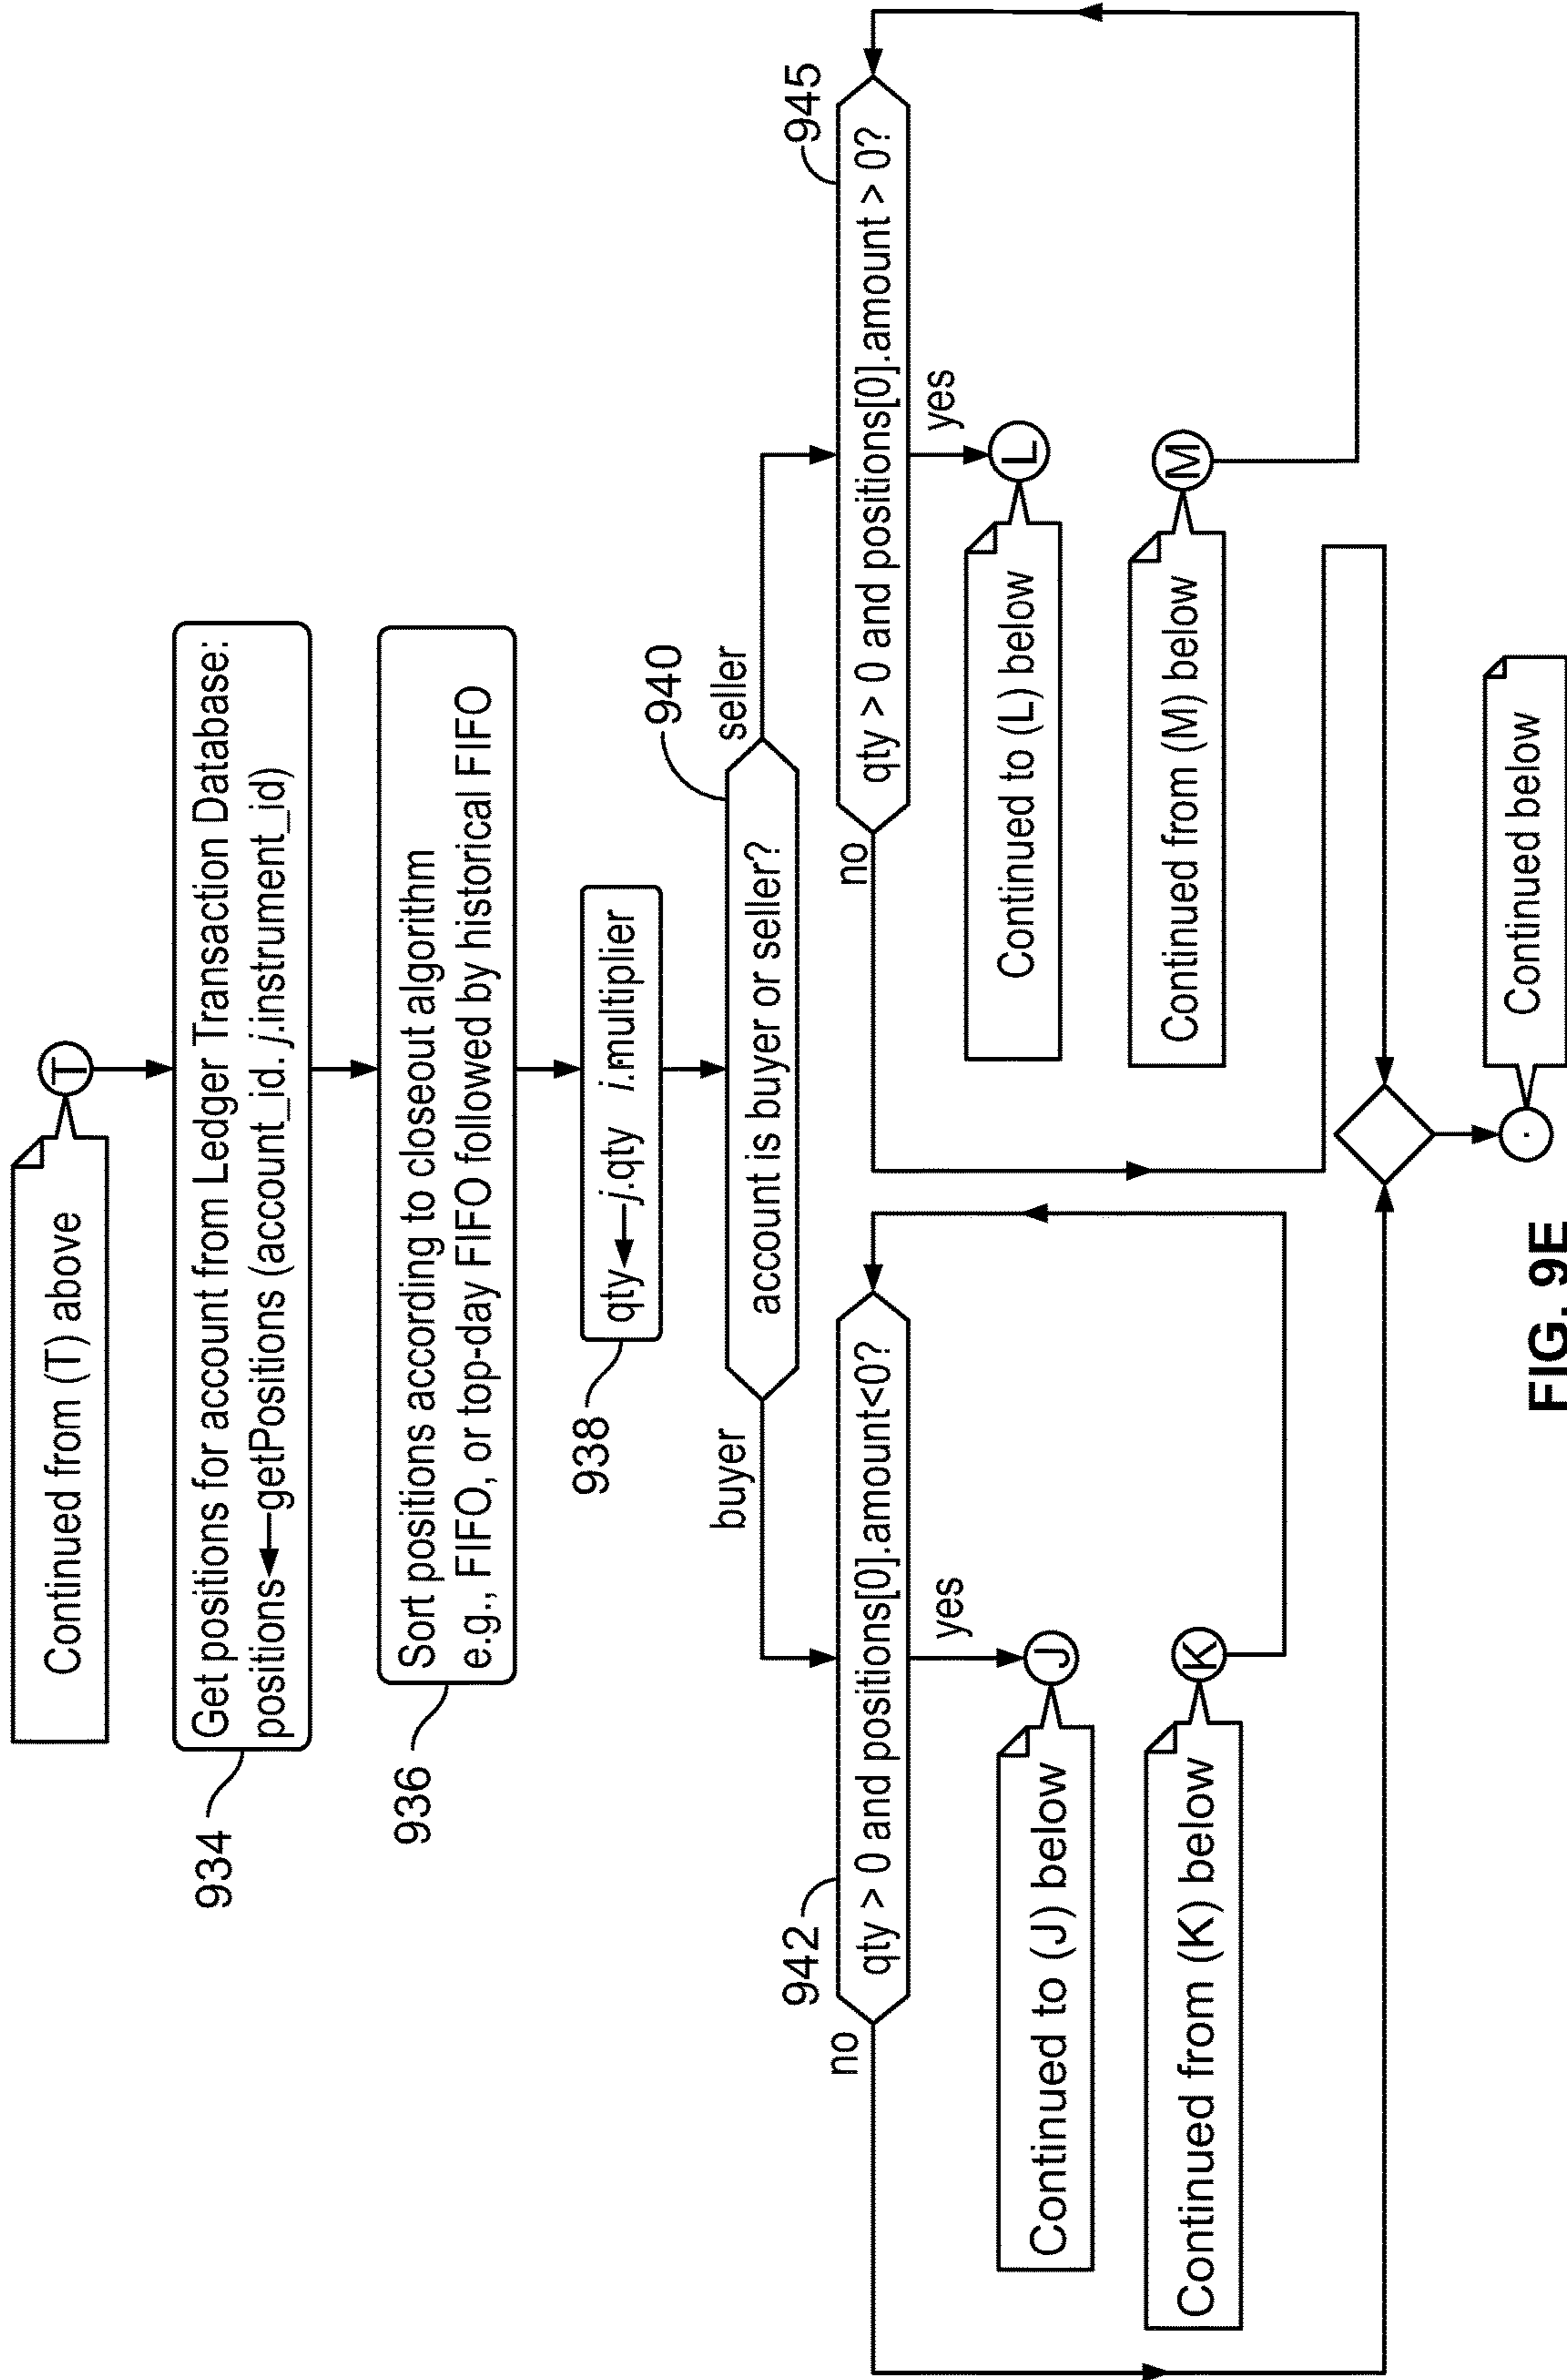 Continued from (T) above
T
934
Get positions for account from Ledger Transaction Database:
positions←getPositions (account_id. j.instrument_id)
936
Sort positions according to closeout algorithm
e.g., FIFO, or top-day FIFO followed by historical FIFO
938
qty←j.qty i.multiplier
940
account is buyer or seller?
buyer
seller
942
qty > 0 and positions[0].amount<0?
no
yes
945
qty > 0 and positions[0].amount > 0?
no
yes
Continued to (J) below
J
Continued to (L) below
L
Continued from (K) below
K
Continued from (M) below
M
Continued below
FIG. 9E